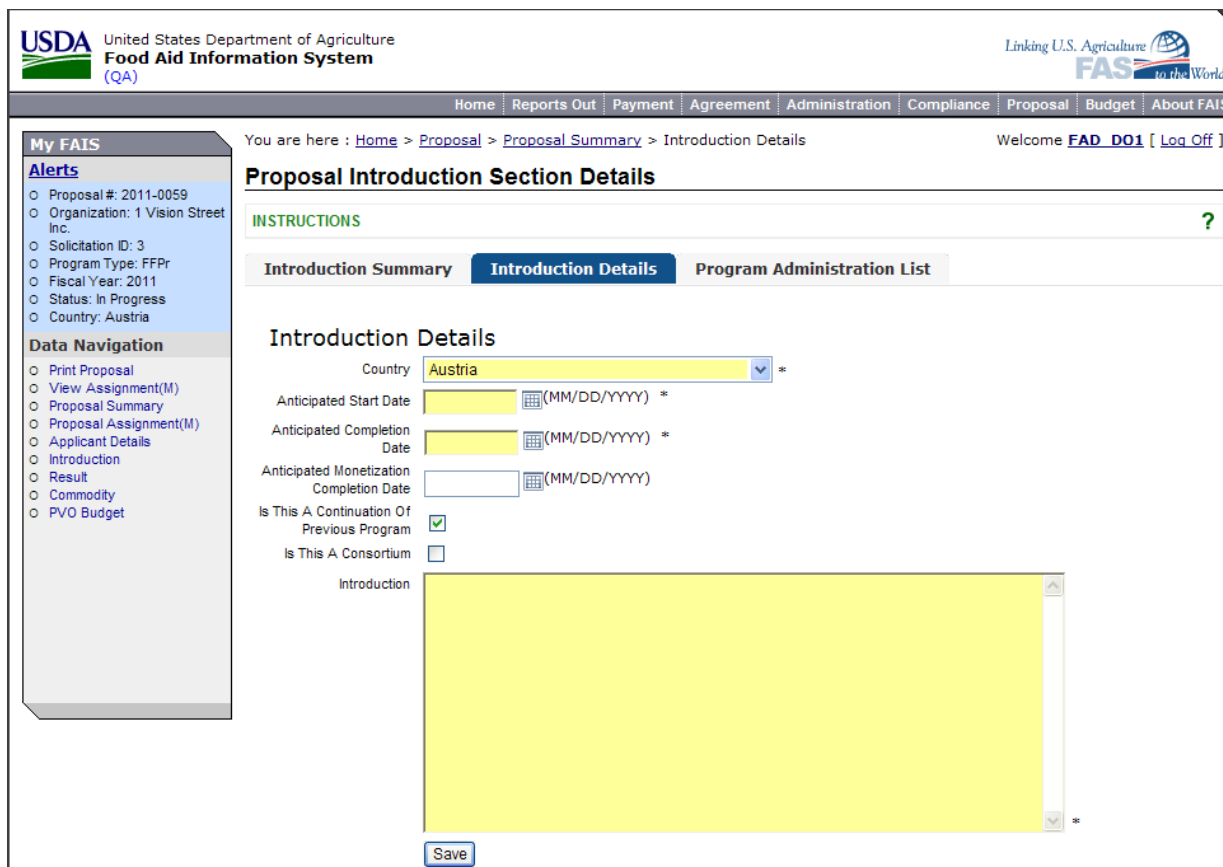 USDA
United States Department of Agriculture
Food Aid Information System
(QA)
Linking U.S. Agriculture
FAS
to the World
Home Reports Out Payment Agreement Administration Compliance Proposal Budget About FAIS
My FAIS
Alerts
O Proposal #: 2011-0059
O Organization: 1 Vision Street
Inc.
O Solicitation ID: 3
O Program Type: FFPr
O Fiscal Year: 2011
O Status: In Progress
O Country: Austria
Data Navigation
O Print Proposal
O View Assignment(M)
O Proposal Summary
O Proposal Assignment(M)
O Applicant Details
O Introduction
O Result
O Commodity
O PVO Budget
You are here : Home > Proposal > Proposal Summary > Introduction Details
Welcome FAD_DO1 [ Log Off ]
Proposal Introduction Section Details
INSTRUCTIONS ?
Introduction Summary Introduction Details Program Administration List
Introduction Details
Country Austria *
Anticipated Start Date (MM/DD/YYYY) *
Anticipated Completion
Date (MM/DD/YYYY) *
Anticipated Monetization
Completion Date (MM/DD/YYYY)
Is This A Continuation Of
Previous Program
Is This A Consortium
Introduction
*
Save